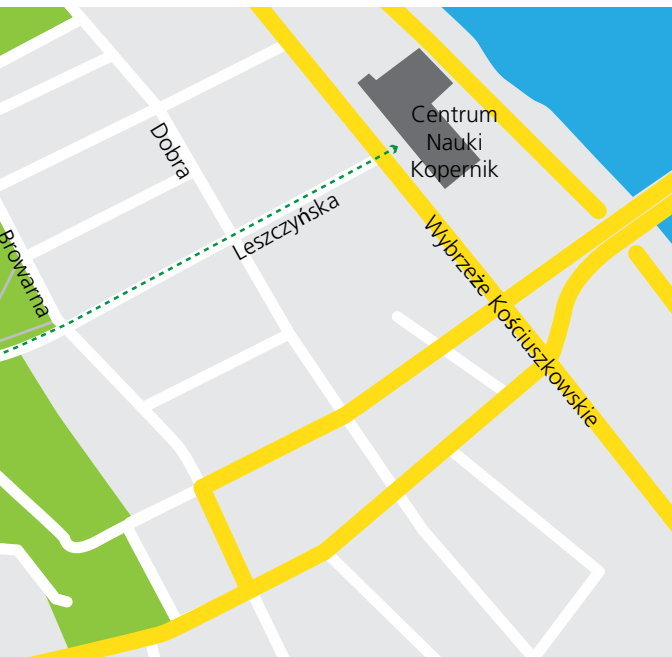 Centrum
Nauki
Kopernik
Dobra
Leszczyńska
Browarna
Wybrzeże Kościuszkowskie